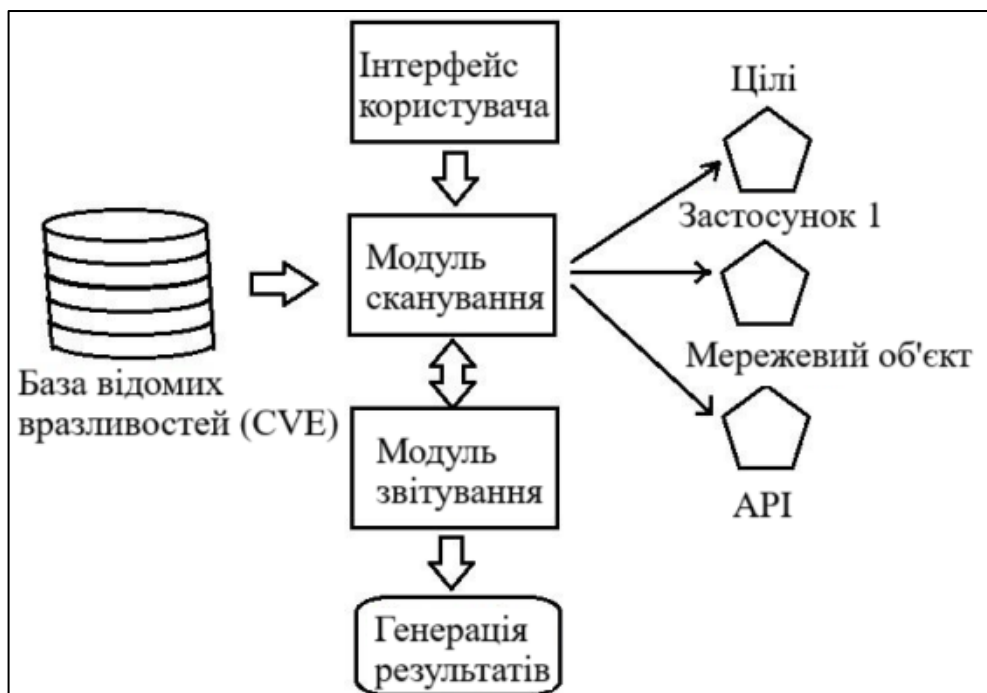 Інтерфейс
користувача
Цілі
Застосунок 1
Модуль
сканування
База відомих
вразливостей (CVE)
Мережевий об'єкт
Модуль
звітування
API
Генерація
результатів